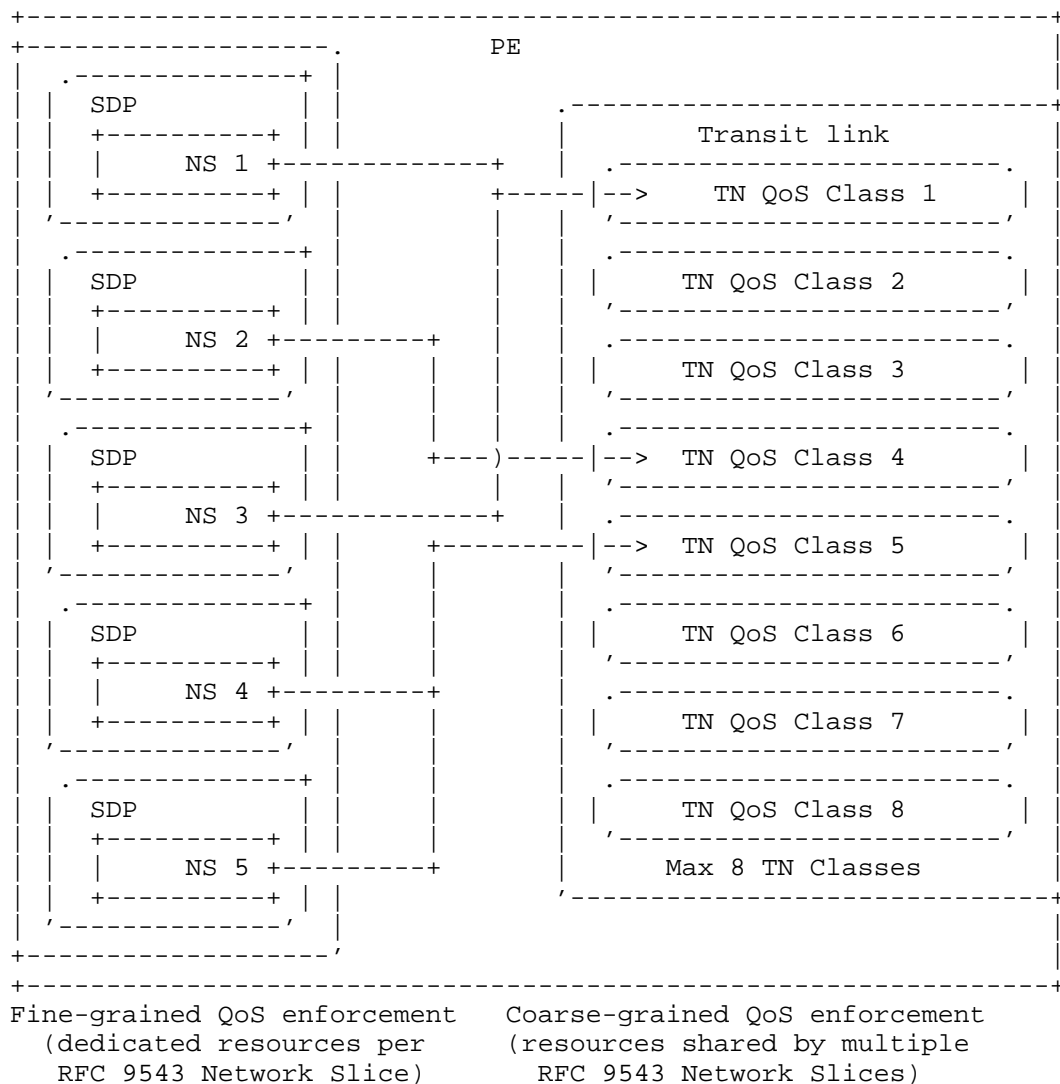 PE
SDP
NS 1
Transit link
TN QoS Class 1
SDP
TN QoS Class 2
NS 2
TN QoS Class 3
SDP
TN QoS Class 4
NS 3
TN QoS Class 5
SDP
TN QoS Class 6
NS 4
TN QoS Class 7
SDP
TN QoS Class 8
NS 5
Max 8 TN Classes
Fine-grained QoS enforcement
(dedicated resources per
RFC 9543 Network Slice)
Coarse-grained QoS enforcement
(resources shared by multiple
RFC 9543 Network Slices)